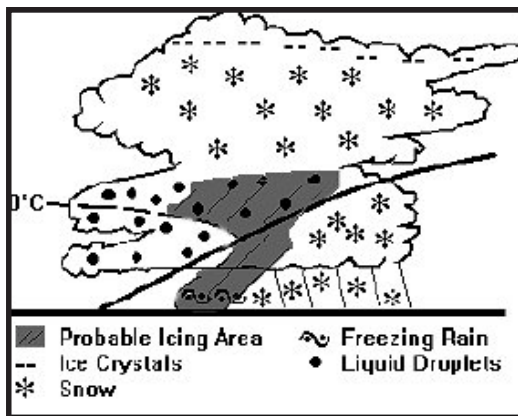 0°C
Probable Icing Area
Freezing Rain
Ice Crystals
Liquid Droplets
Snow